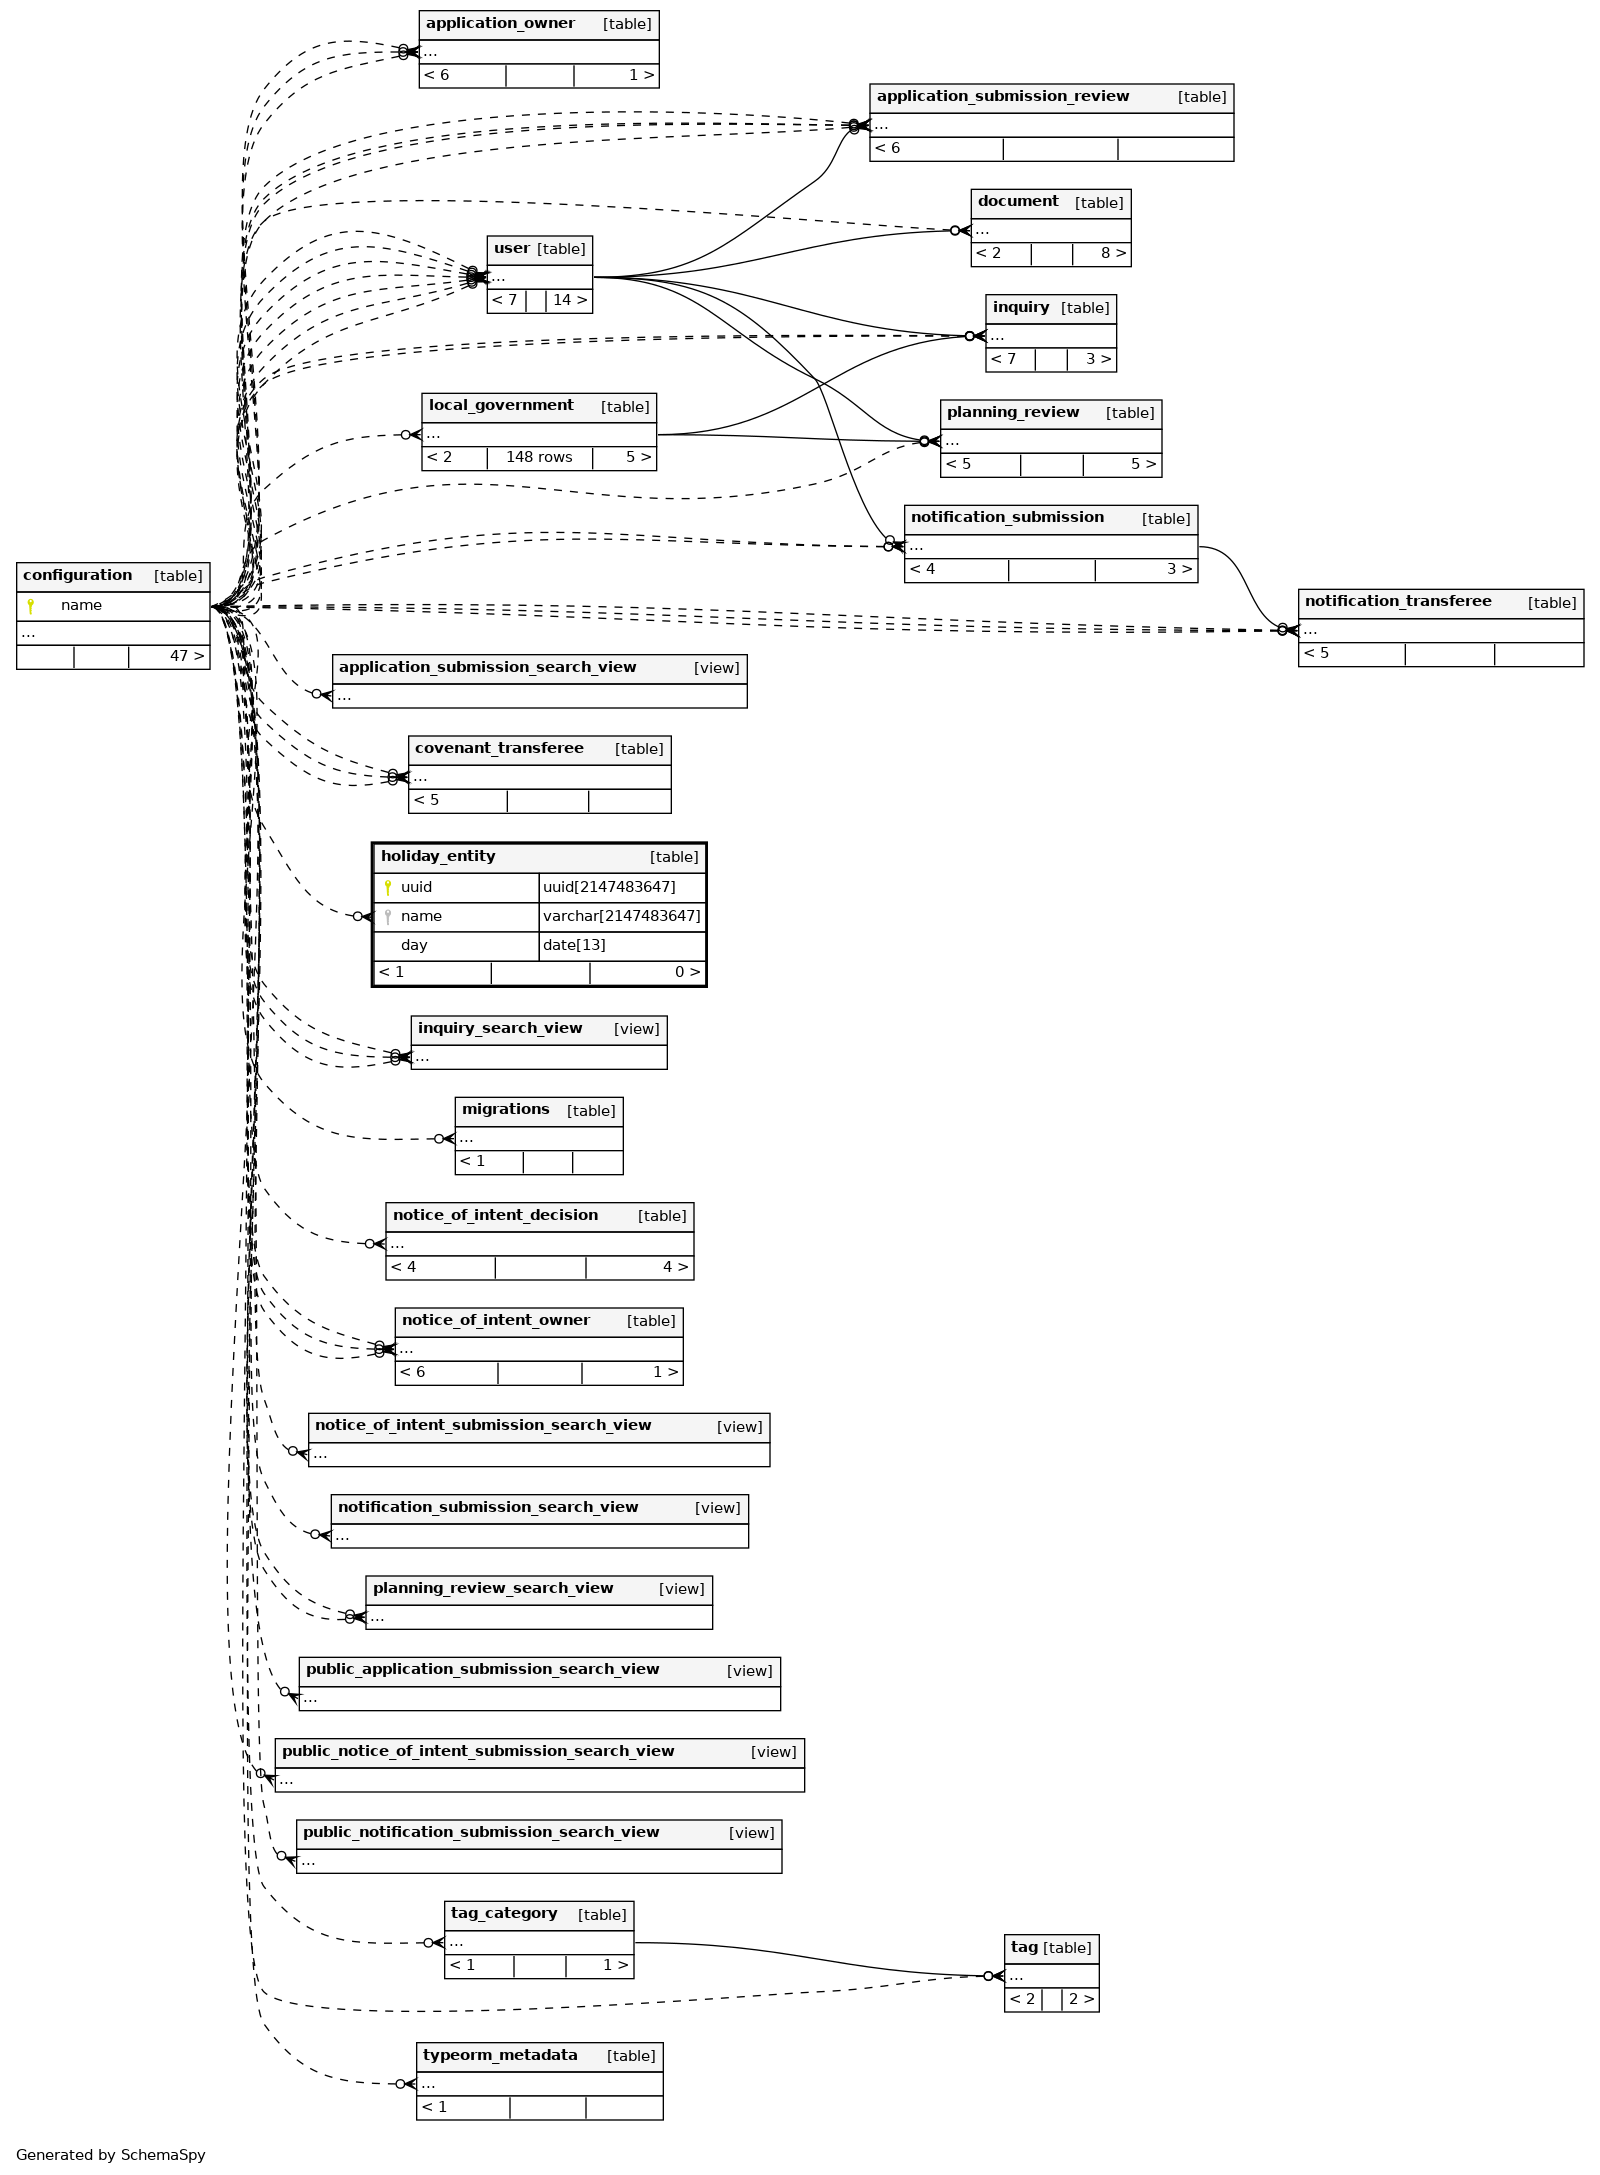 application_owner [table]
...
< 6 1 >
application_submission_review [table]
...
< 6
document [table]
...
< 2 8 >
user [table]
...
< 7 14 >
inquiry [table]
...
< 7 3 >
local_government [table]
...
< 2 148 rows 5 >
planning_review [table]
...
< 5 5 >
notification_submission [table]
...
< 4 3 >
configuration [table]
name
...
47 >
notification_transferee [table]
...
< 5
application_submission_search_view [view]
...
covenant_transferee [table]
...
< 5
holiday_entity [table]
uuid uuid[2147483647]
name varchar[2147483647]
day date[13]
< 1 0 >
inquiry_search_view [view]
...
migrations [table]
...
< 1
notice_of_intent_decision [table]
...
< 4 4 >
notice_of_intent_owner [table]
...
< 6 1 >
notice_of_intent_submission_search_view [view]
...
notification_submission_search_view [view]
...
planning_review_search_view [view]
...
public_application_submission_search_view [view]
...
public_notice_of_intent_submission_search_view [view]
...
public_notification_submission_search_view [view]
...
tag_category [table]
...
< 1 1 >
tag [table]
...
< 2 2 >
typeorm_metadata [table]
...
< 1
Generated by SchemaSpy